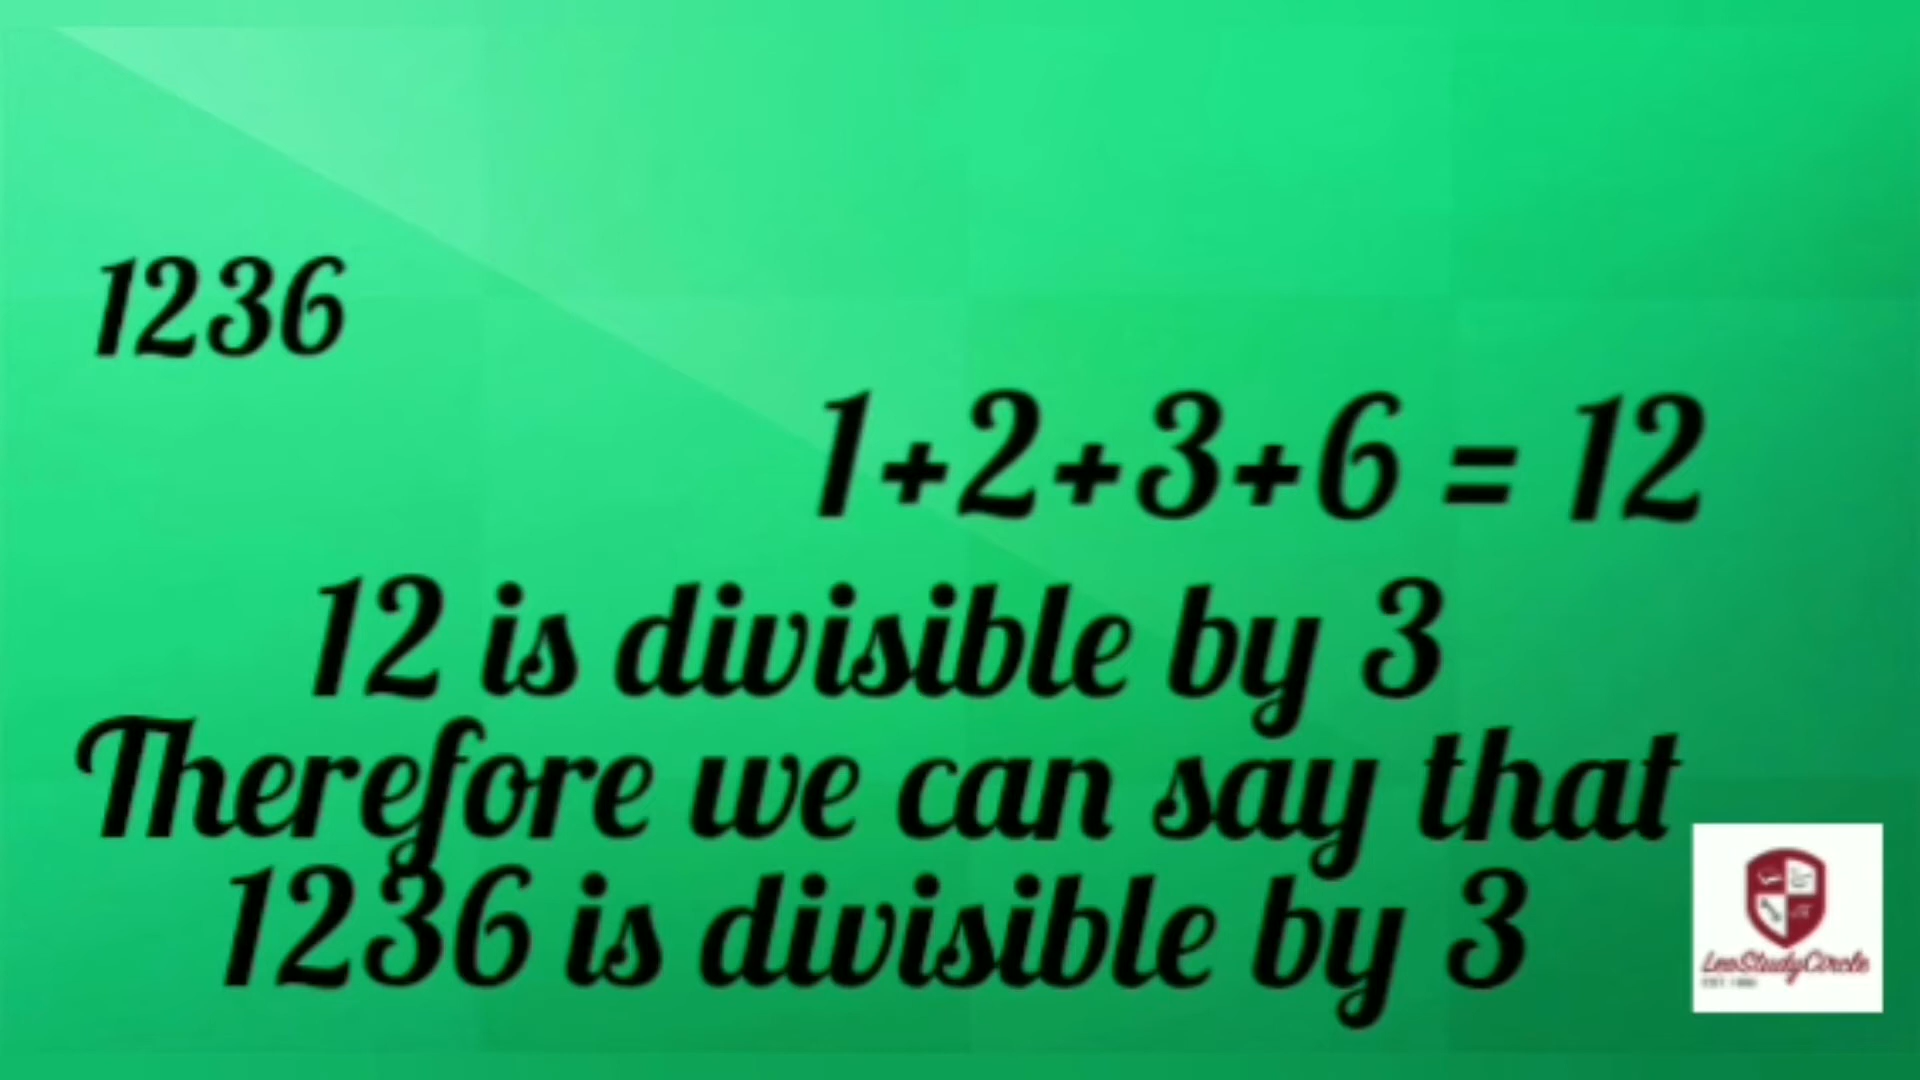 1236
1+2+3+6 = 12
12 is divisible by 3
Therefore we can say that
1236 is divisible by 3
LeoStudyCircle